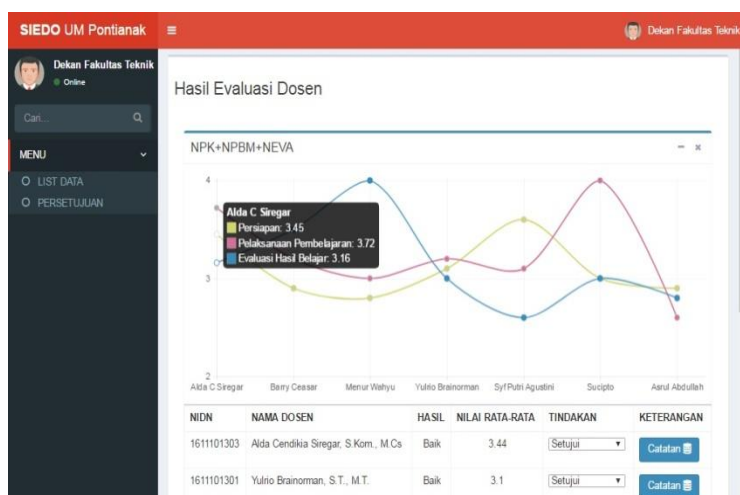 SIEDO UM Pontianak
Dekan Fakultas Teknik
Dekan Fakultas Teknik
Online
Cari...
MENU
LIST DATA
PERSETUJUAN
Hasil Evaluasi Dosen
NPK+NPBM+NEVA
4
3
2
Alda C Siregar
Persiapan: 3.45
Pelaksanaan Pembelajaran: 3.72
Evaluasi Hasil Belajar: 3.16
Alda C Siregar Barry Ceasar Menur Wahyu Yulrio Brainorman Syf Putri Agustini Sucipto Asrul Abdullah
NIDN NAMA DOSEN HASIL NILAI RATA-RATA TINDAKAN KETERANGAN
1611101303 Alda Cendikia Siregar, S.Kom., M.Cs Baik 3.44 Setujui Catatan
1611101301 Yulrio Brainorman, S.T., M.T. Baik 3.1 Setujui Catatan